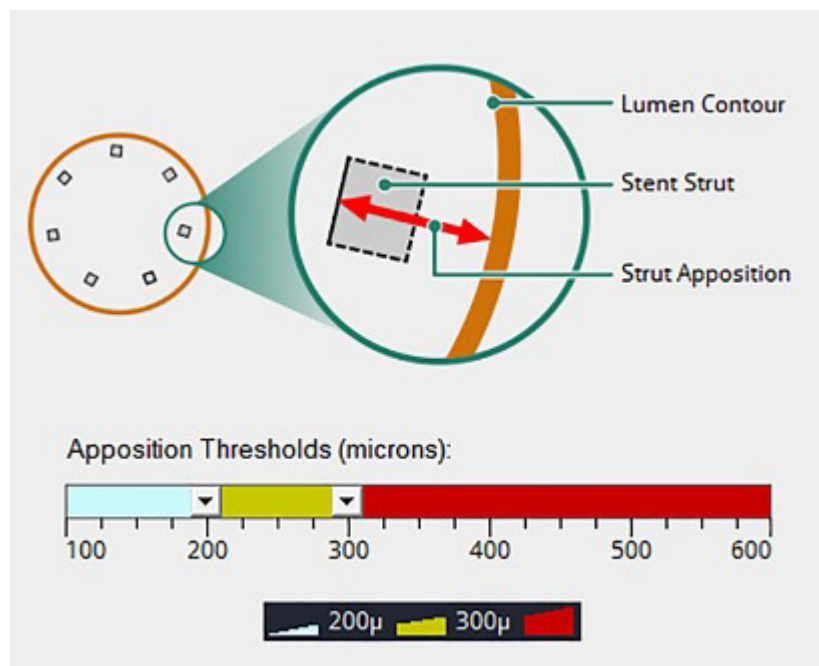 Lumen Contour
Stent Strut
Strut Apposition
Apposition Thresholds (microns):
100 200 300 400 500 600
200µ 300µ